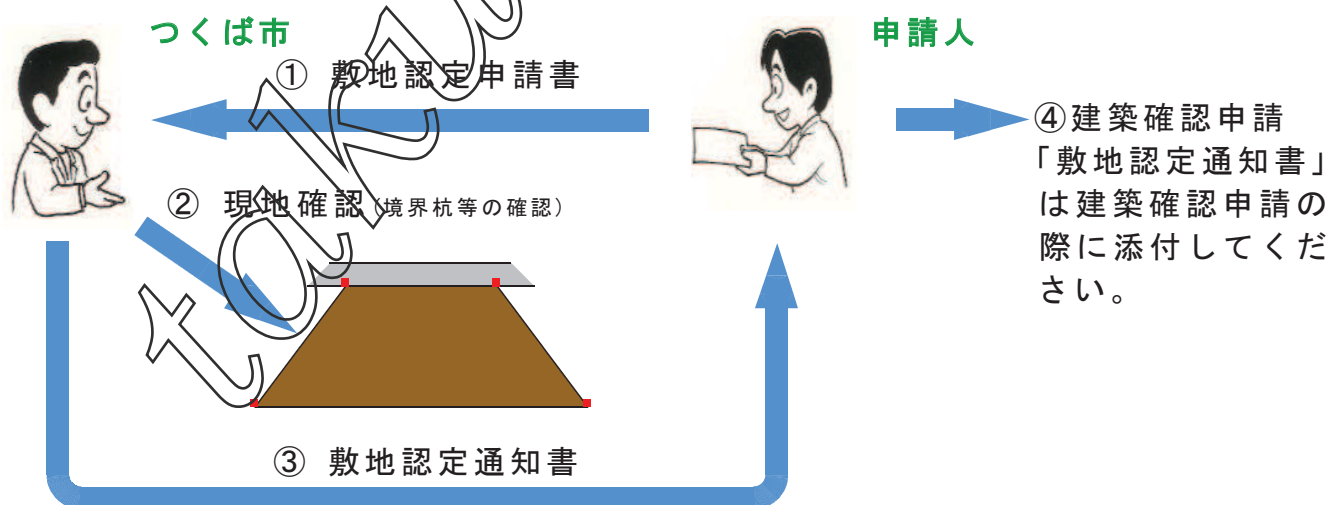 つくば市
申請人
① 敷地認定申請書
② 現地確認(境界杭等の確認)
③ 敷地認定通知書
④建築確認申請
「敷地認定通知書」
は建築確認申請の
際に添付してくだ
さい。